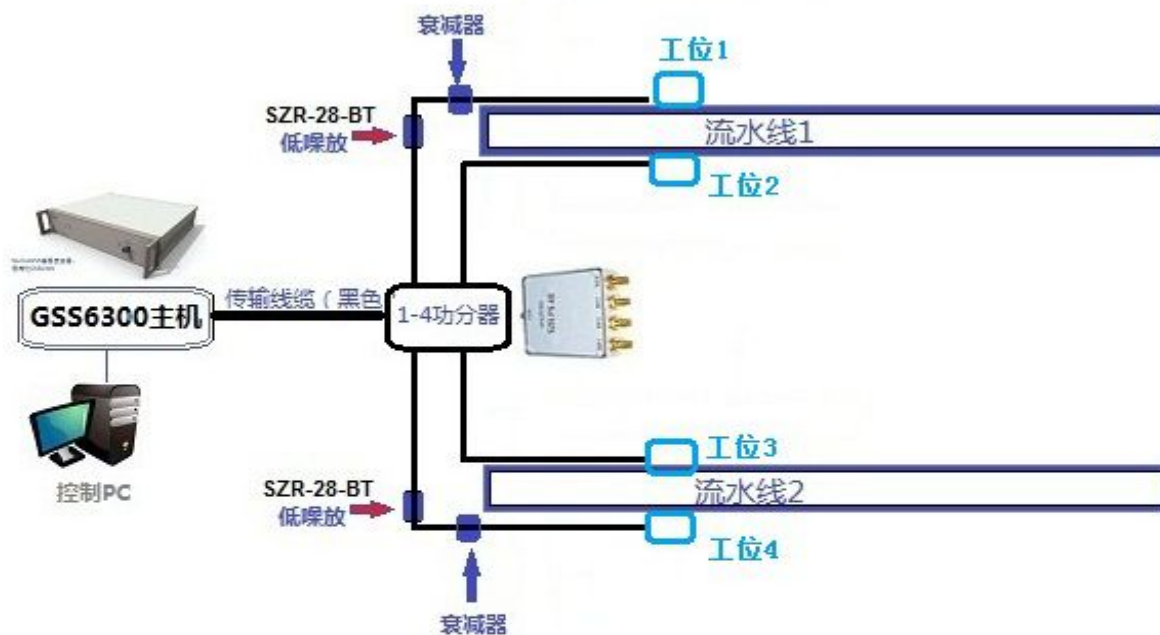 衰减器
工位1
SZR-28-BT
低噪放
流水线1
工位2
GSS6300主机
传输线缆（黑色
1-4功分器
控制PC
工位3
SZR-28-BT
低噪放
流水线2
工位4
衰减器